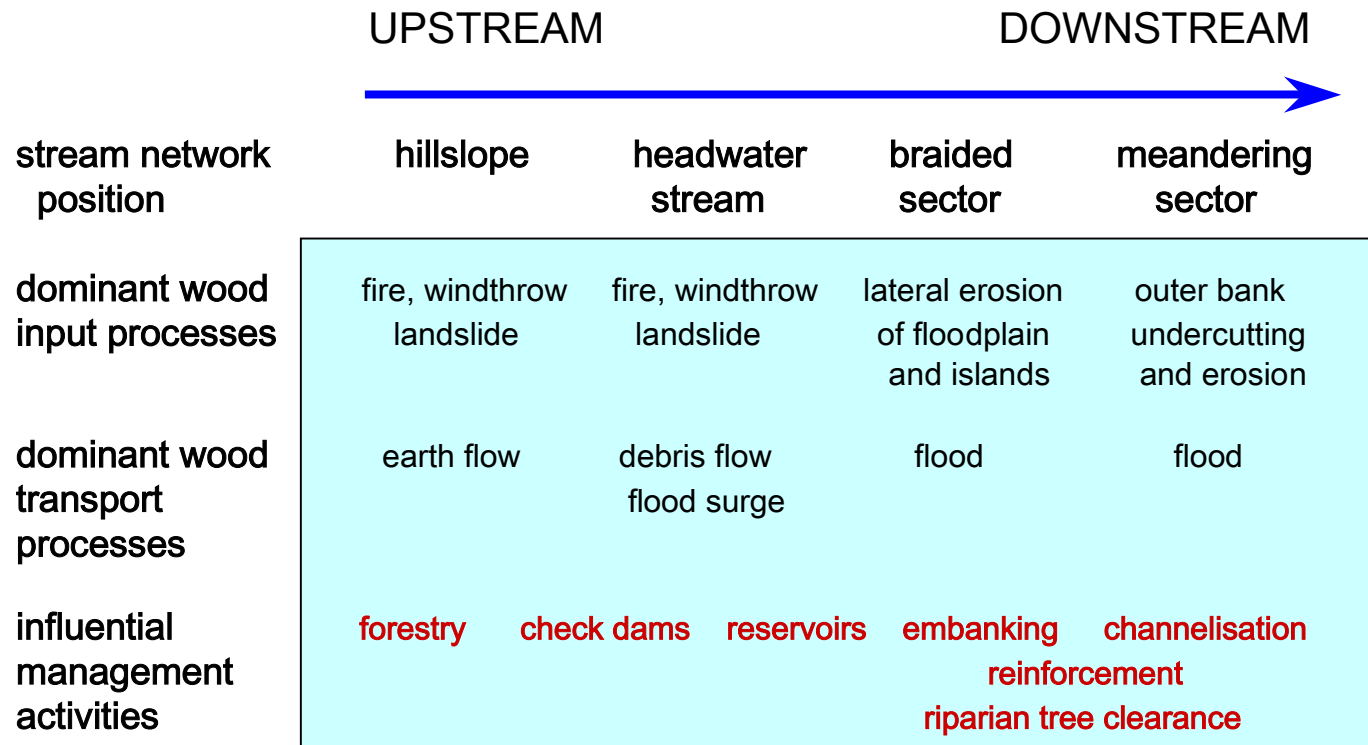 UPSTREAM DOWNSTREAM
stream network hillslope headwater braided meandering
position stream sector sector
dominant wood fire, windthrow fire, windthrow lateral erosion outer bank
input processes landslide landslide of floodplain undercutting
and islands and erosion
dominant wood earth flow debris flow flood flood
transport flood surge
processes
influential forestry check dams reservoirs embanking channelisation
management reinforcement
activities riparian tree clearance